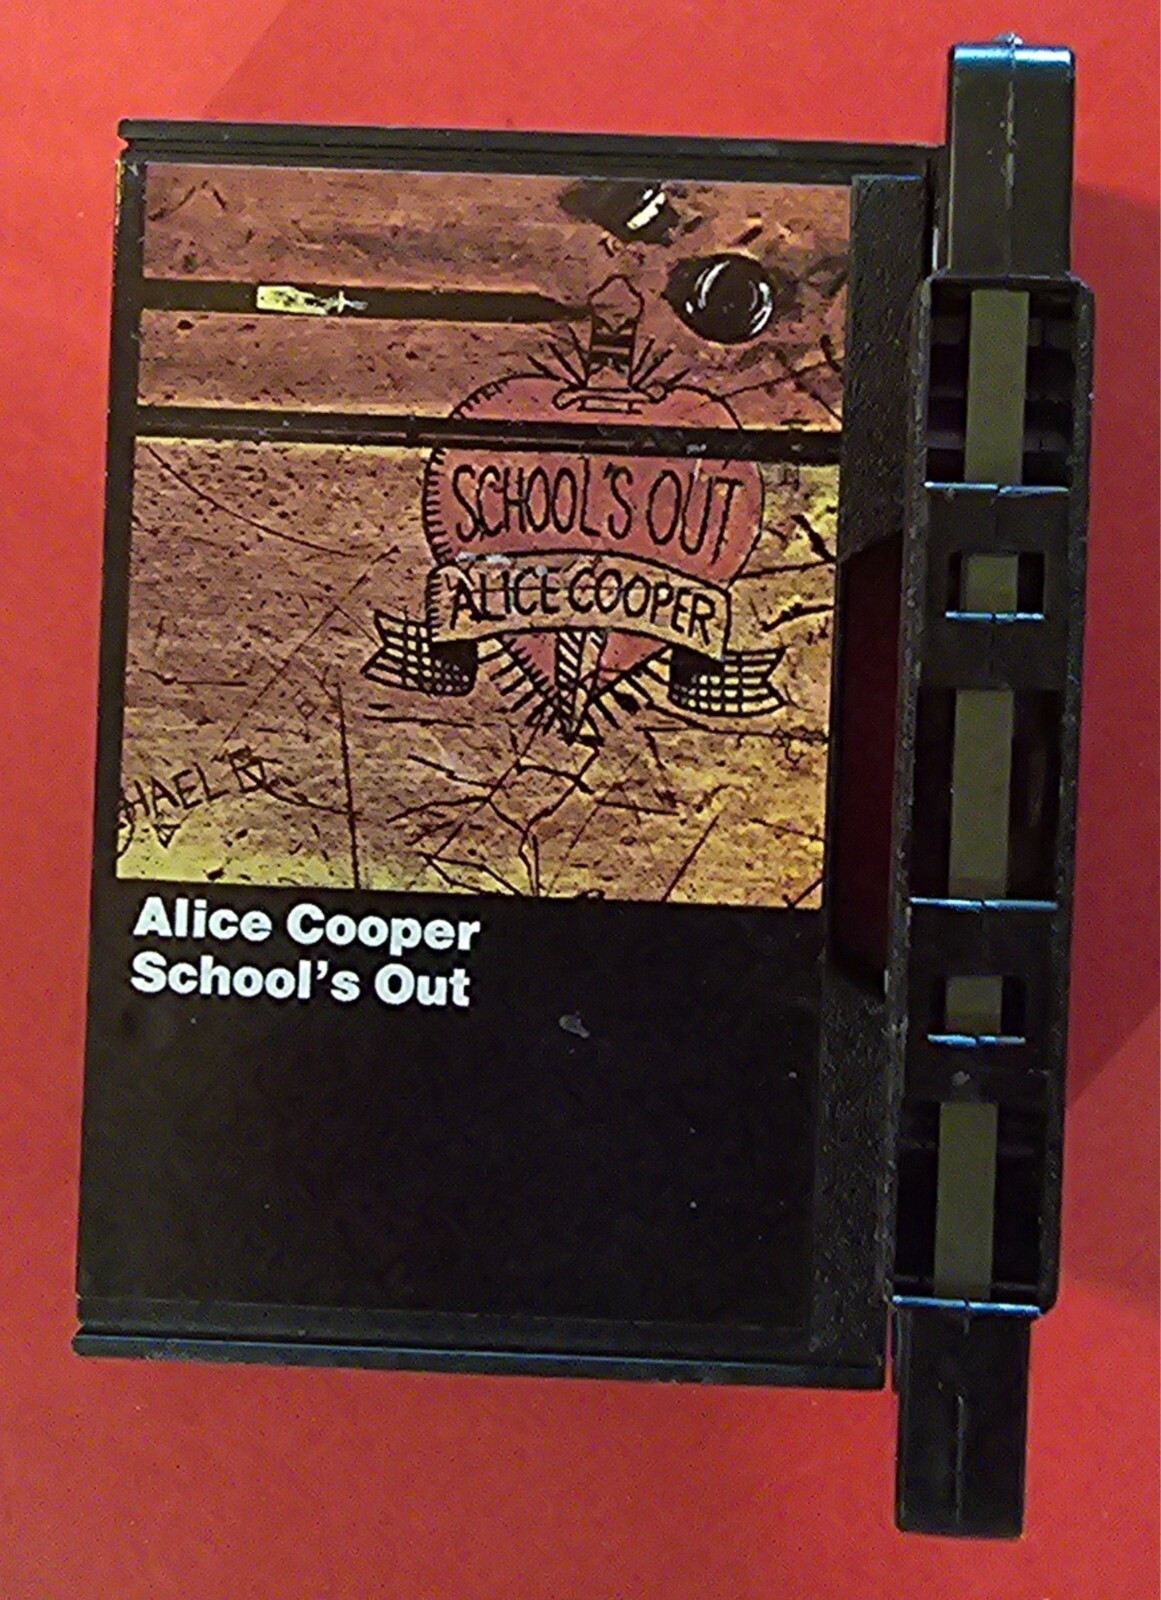 SCHOOL'S OUT
ALICE COOPER
HAEL B
Alice Cooper
School's Out